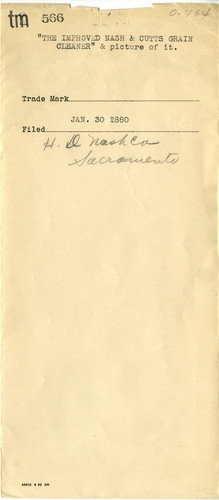 tm 566
0-464
"THE IMPROVED NASH & CUTTS GRAIN
CLEANER" & picture of it.
Trade Mark
JAN. 30 1880
Filed
H. D Nash Co
Sacramento